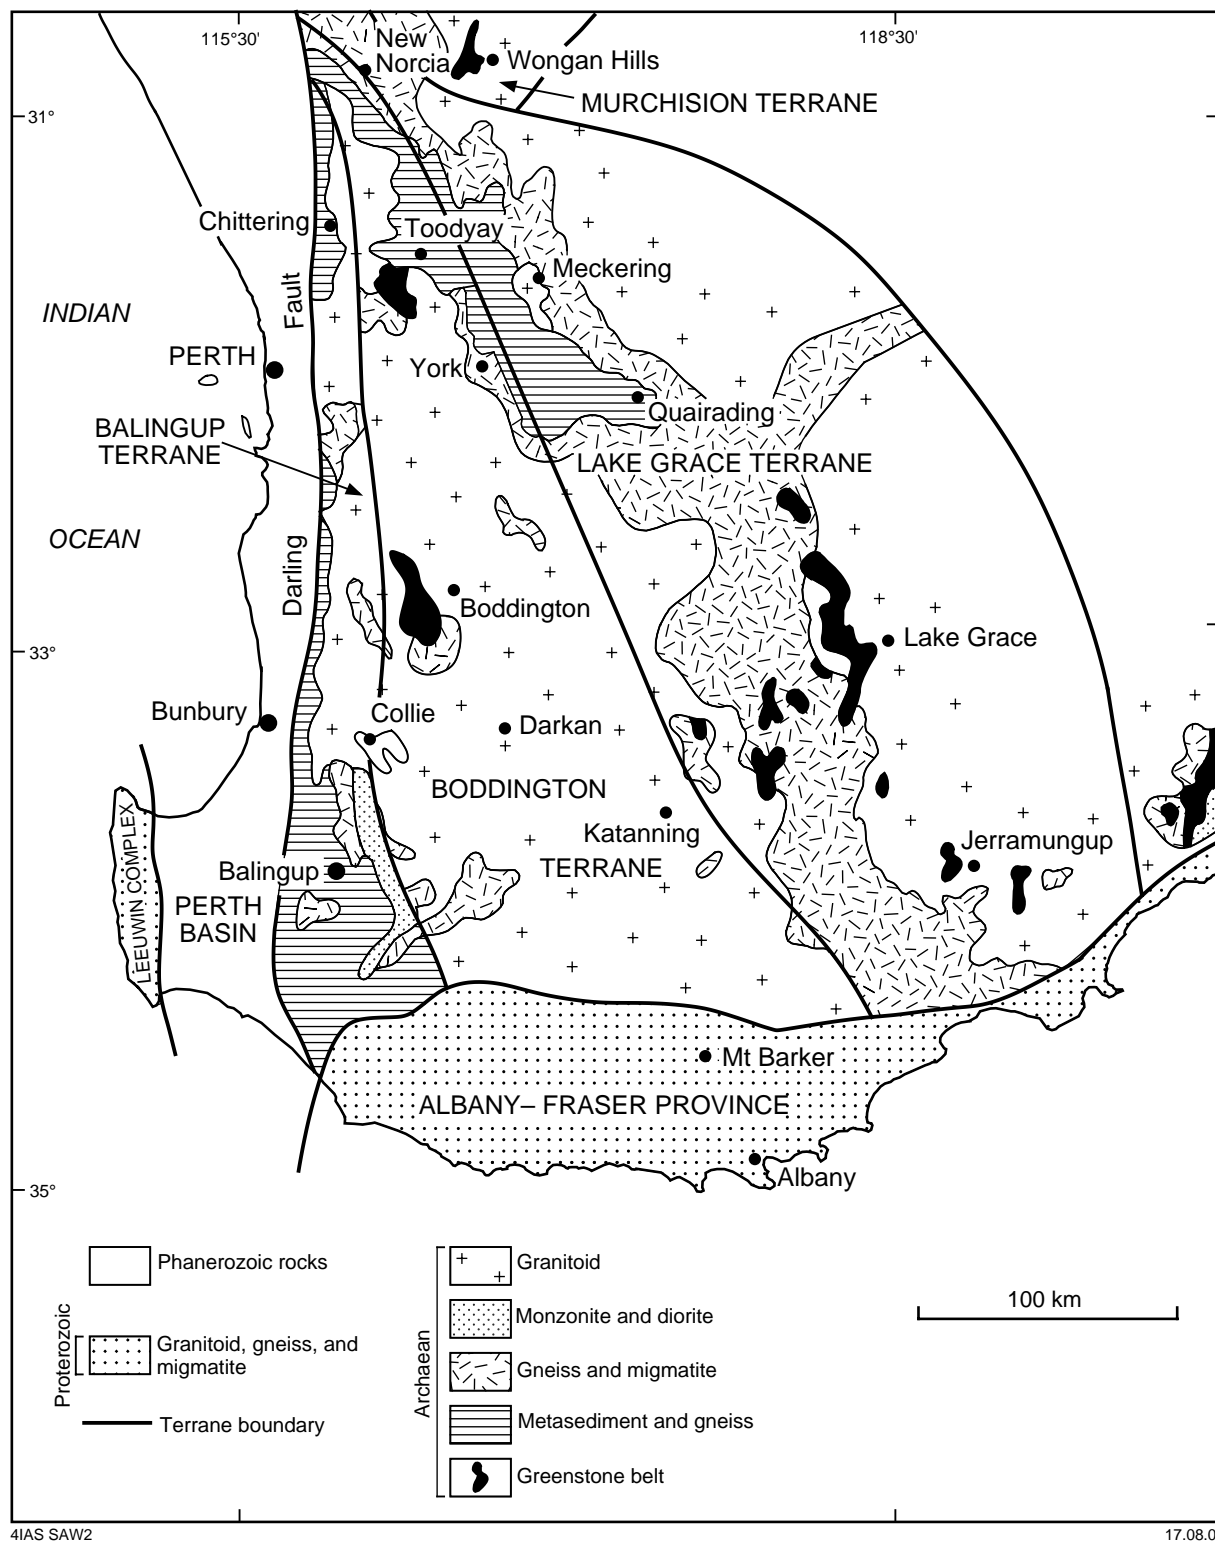 115°30'
118°30'
New
Norcia
Wongan Hills
MURCHISION TERRANE
31°
Chittering
Toodyay
Meckering
INDIAN
Fault
PERTH
York
Quairading
BALINGUP
TERRANE
LAKE GRACE TERRANE
OCEAN
Darling
Boddington
Lake Grace
33°
Bunbury
Collie
Darkan
BODDINGTON
Katanning
TERRANE
Jerramungup
LEEUWIN COMPLEX
Balingup
PERTH
BASIN
Mt Barker
ALBANY– FRASER PROVINCE
Albany
35°
Phanerozoic rocks
Proterozoic
Granitoid, gneiss, and
migmatite
Terrane boundary
Archaean
Granitoid
Monzonite and diorite
Gneiss and migmatite
Metasediment and gneiss
Greenstone belt
100 km
4IAS SAW2
17.08.0